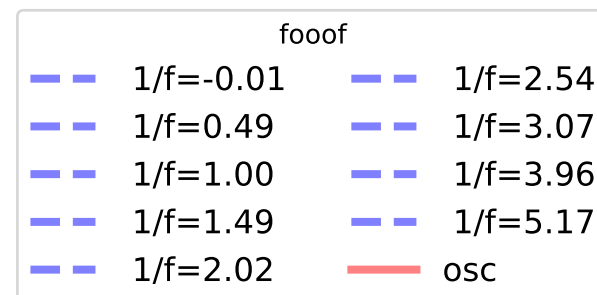 fooof
1/f=-0.01
1/f=0.49
1/f=1.00
1/f=1.49
1/f=2.02
1/f=2.54
1/f=3.07
1/f=3.96
1/f=5.17
osc